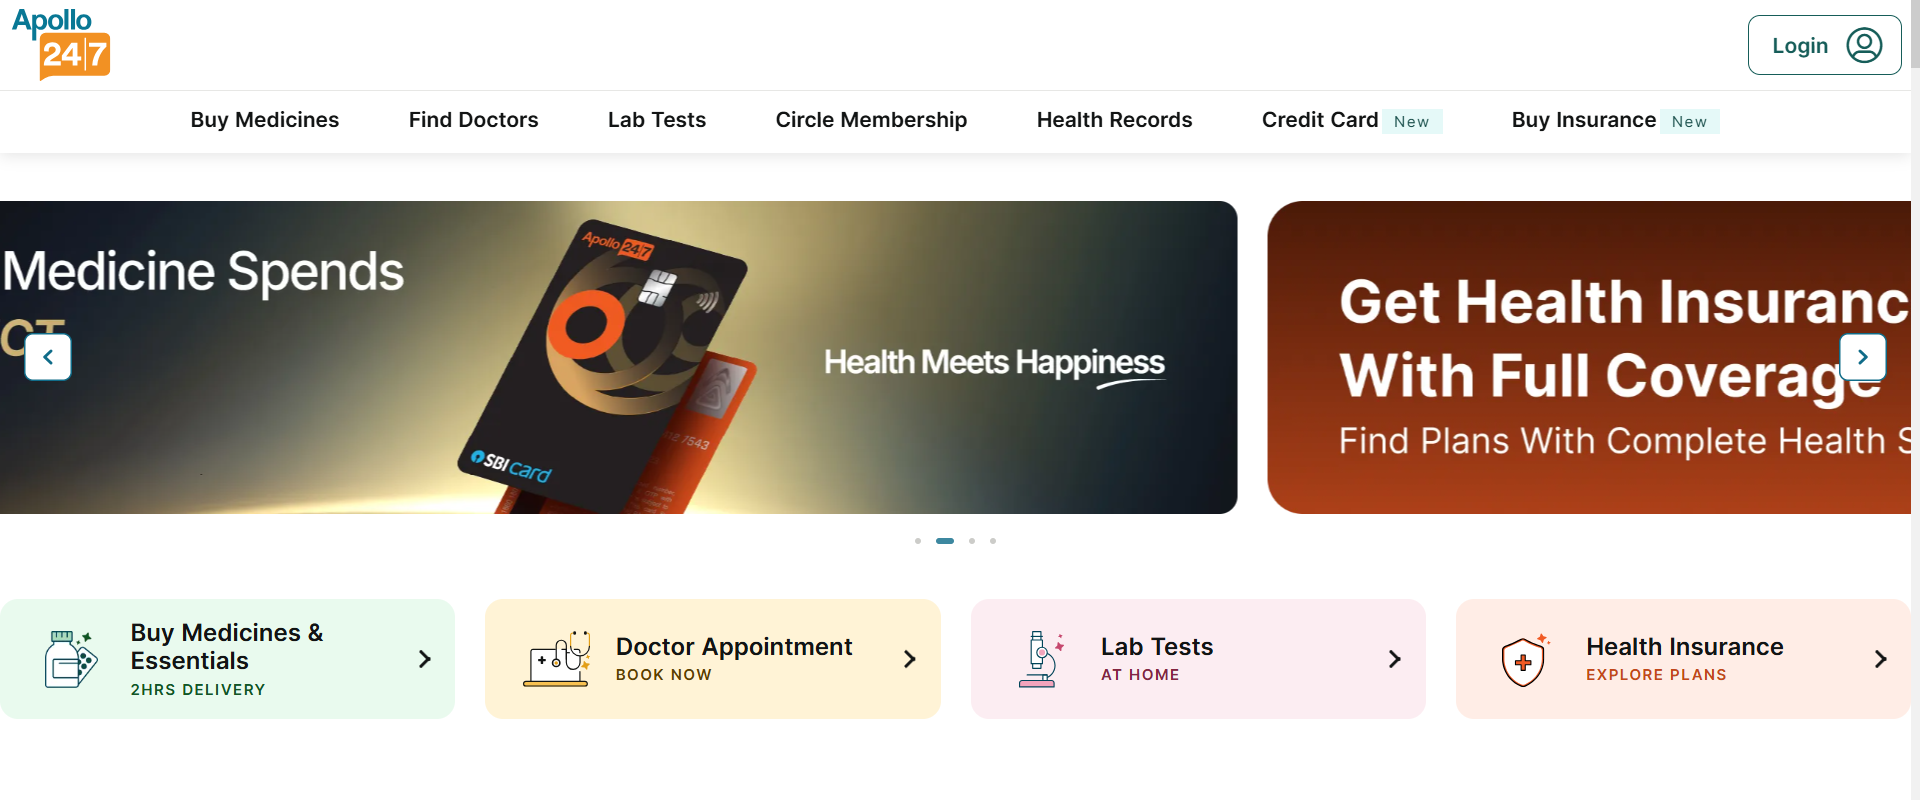 Apollo
24|7
Login
Buy Medicines
Find Doctors
Lab Tests
Circle Membership
Health Records
Credit Card New
Buy Insurance New
Medicine Spends
Apollo 24|7
SBI card
7543
Health Meets Happiness
Get Health Insuranc
With Full Coverage
Find Plans With Complete Health S
Buy Medicines &
Essentials
2HRS DELIVERY
Doctor Appointment
BOOK NOW
Lab Tests
AT HOME
Health Insurance
EXPLORE PLANS